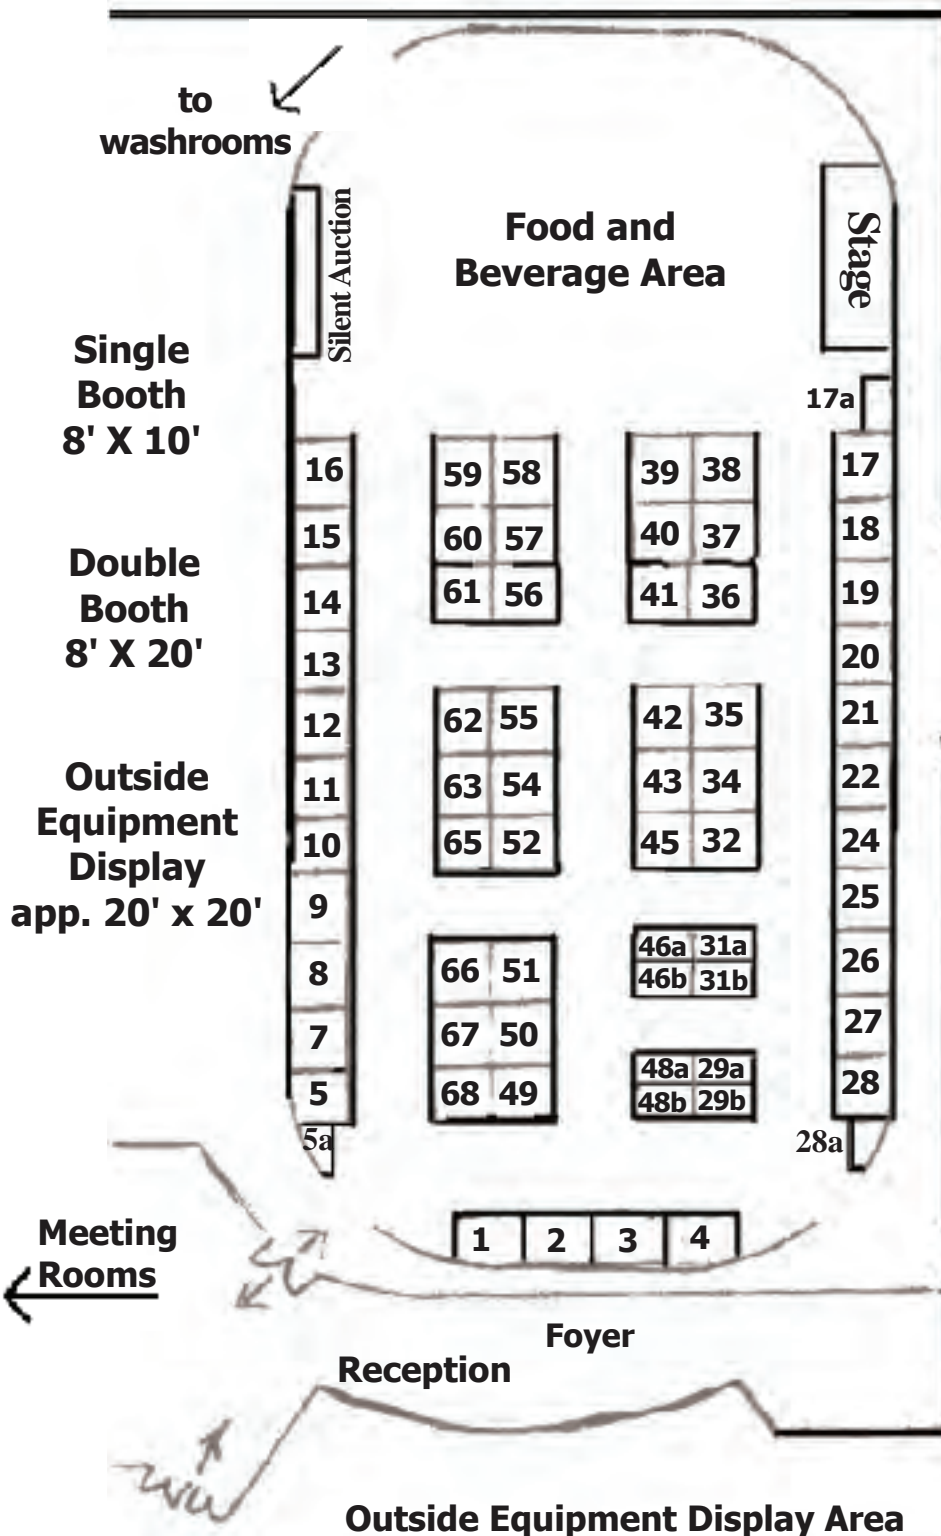 to
washrooms
Silent Auction
Food and
Beverage Area
Stage
Single
Booth
8' X 10'
Double
Booth
8' X 20'
Outside
Equipment
Display
app. 20' x 20'
17a
16
15
14
13
12
11
10
9
8
7
5
5a
59 58
60 57
61 56
62 55
63 54
65 52
66 51
67 50
68 49
39 38
40 37
41 36
42 35
43 34
45 32
46a 31a
46b 31b
48a 29a
48b 29b
17
18
19
20
21
22
24
25
26
27
28
28a
1 2 3 4
Meeting
Rooms
Foyer
Reception
Outside Equipment Display Area